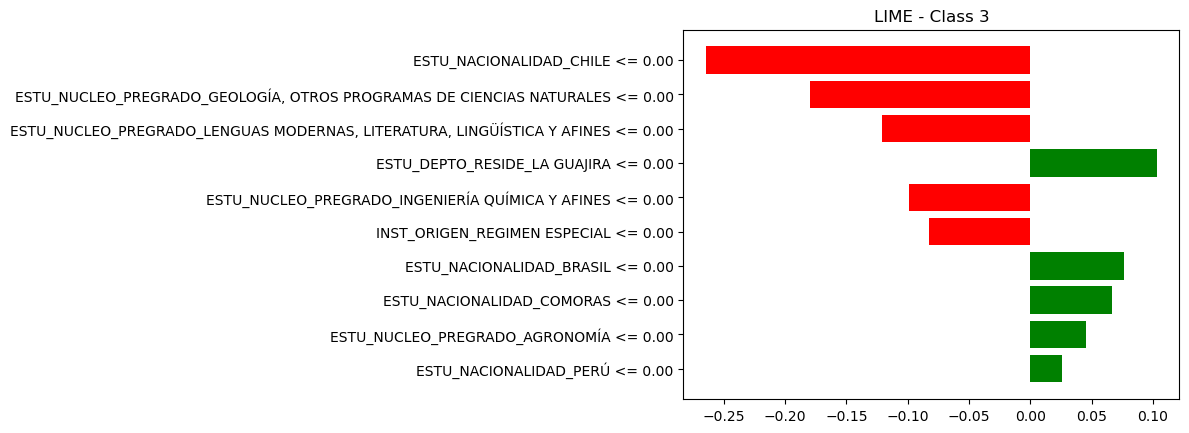 LIME - Class 3
ESTU_NACIONALIDAD_CHILE <= 0.00
ESTU_NUCLEO_PREGRADO_GEOLOGÍA, OTROS PROGRAMAS DE CIENCIAS NATURALES <= 0.00
ESTU_NUCLEO_PREGRADO_LENGUAS MODERNAS, LITERATURA, LINGÜÍSTICA Y AFINES <= 0.00
ESTU_DEPTO_RESIDE_LA GUAJIRA <= 0.00
ESTU_NUCLEO_PREGRADO_INGENIERÍA QUÍMICA Y AFINES <= 0.00
INST_ORIGEN_REGIMEN ESPECIAL <= 0.00
ESTU_NACIONALIDAD_BRASIL <= 0.00
ESTU_NACIONALIDAD_COMORAS <= 0.00
ESTU_NUCLEO_PREGRADO_AGRONOMÍA <= 0.00
ESTU_NACIONALIDAD_PERÚ <= 0.00
−0.25 −0.20 −0.15 −0.10 −0.05 0.00 0.05 0.10